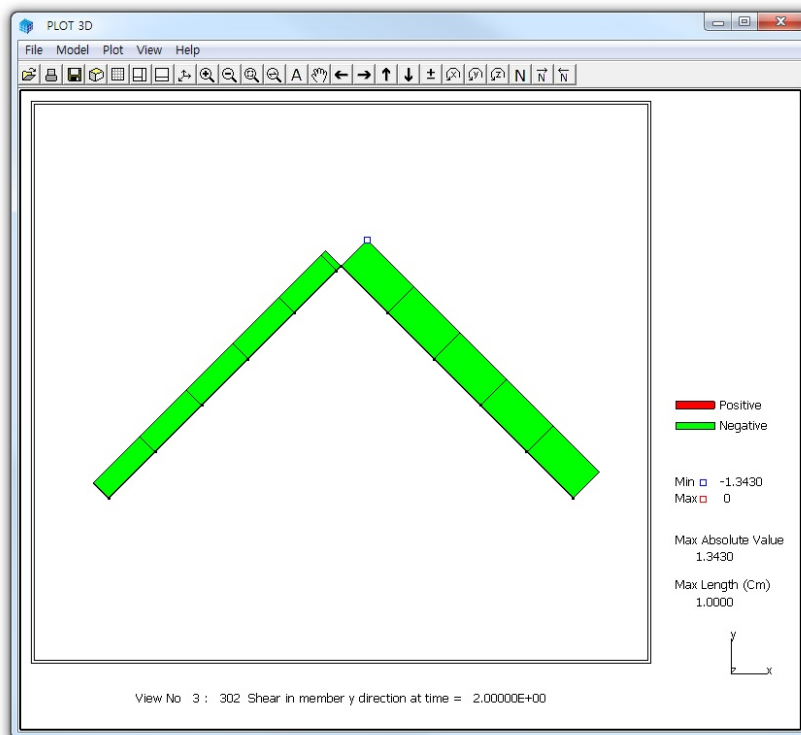 PLOT 3D
File Model Plot View Help
A ± x y z N N N
Positive
Negative
Min -1.3430
Max 0
Max Absolute Value
1.3430
Max Length (Cm)
1.0000
y
z x
View No 3 : 302 Shear in member y direction at time = 2.00000E+00